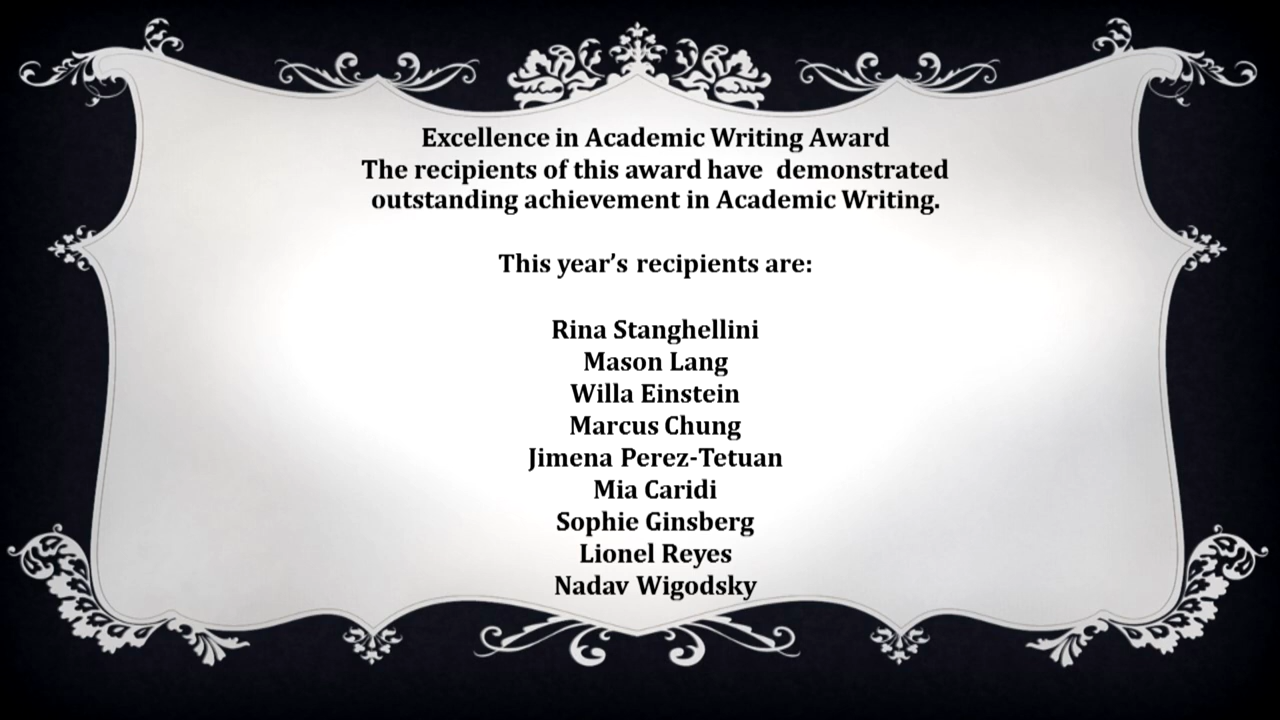 Excellence in Academic Writing Award
The recipients of this award have  demonstrated
outstanding achievement in Academic Writing.
This year’s recipients are:
Rina Stanghellini
Mason Lang
Willa Einstein
Marcus Chung
Jimena Perez-Tetuan
Mia Caridi
Sophie Ginsberg
Lionel Reyes
Nadav Wigodsky